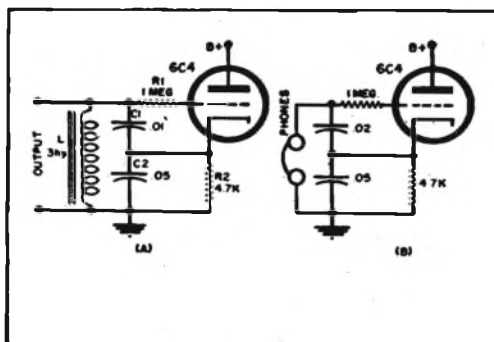 B+
6C4
R1
1 MEG
C1
.01
C2
.05
R2
4.7K
L
3hy
OUTPUT
(A)
B+
6C4
1 MEG
PHONES
.02
.05
4.7K
(B)